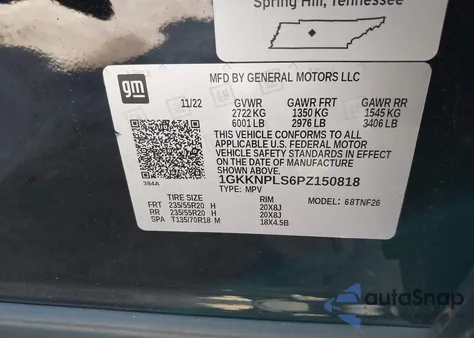 Spring Hill, Tennessee
gm
MFD BY GENERAL MOTORS LLC
11/22 GVWR GAWR FRT GAWR RR
2722 KG 1350 KG 1545 KG
6001 LB 2976 LB 3406 LB
THIS VEHICLE CONFORMS TO ALL
APPLICABLE U.S. FEDERAL MOTOR
VEHICLE SAFETY STANDARDS IN
EFFECT ON THE DATE OF
MANUFACTURE SHOWN ABOVE.
384A 1GKKNPLS6PZ150818
TYPE: MPV
TIRE SIZE RIM MODEL: 68TNF26
FRT 235/55R20 H 20X8J
RR 235/55R20 H 20X8J
SPA T135/70R18 M 18X4.5B
autoSnap